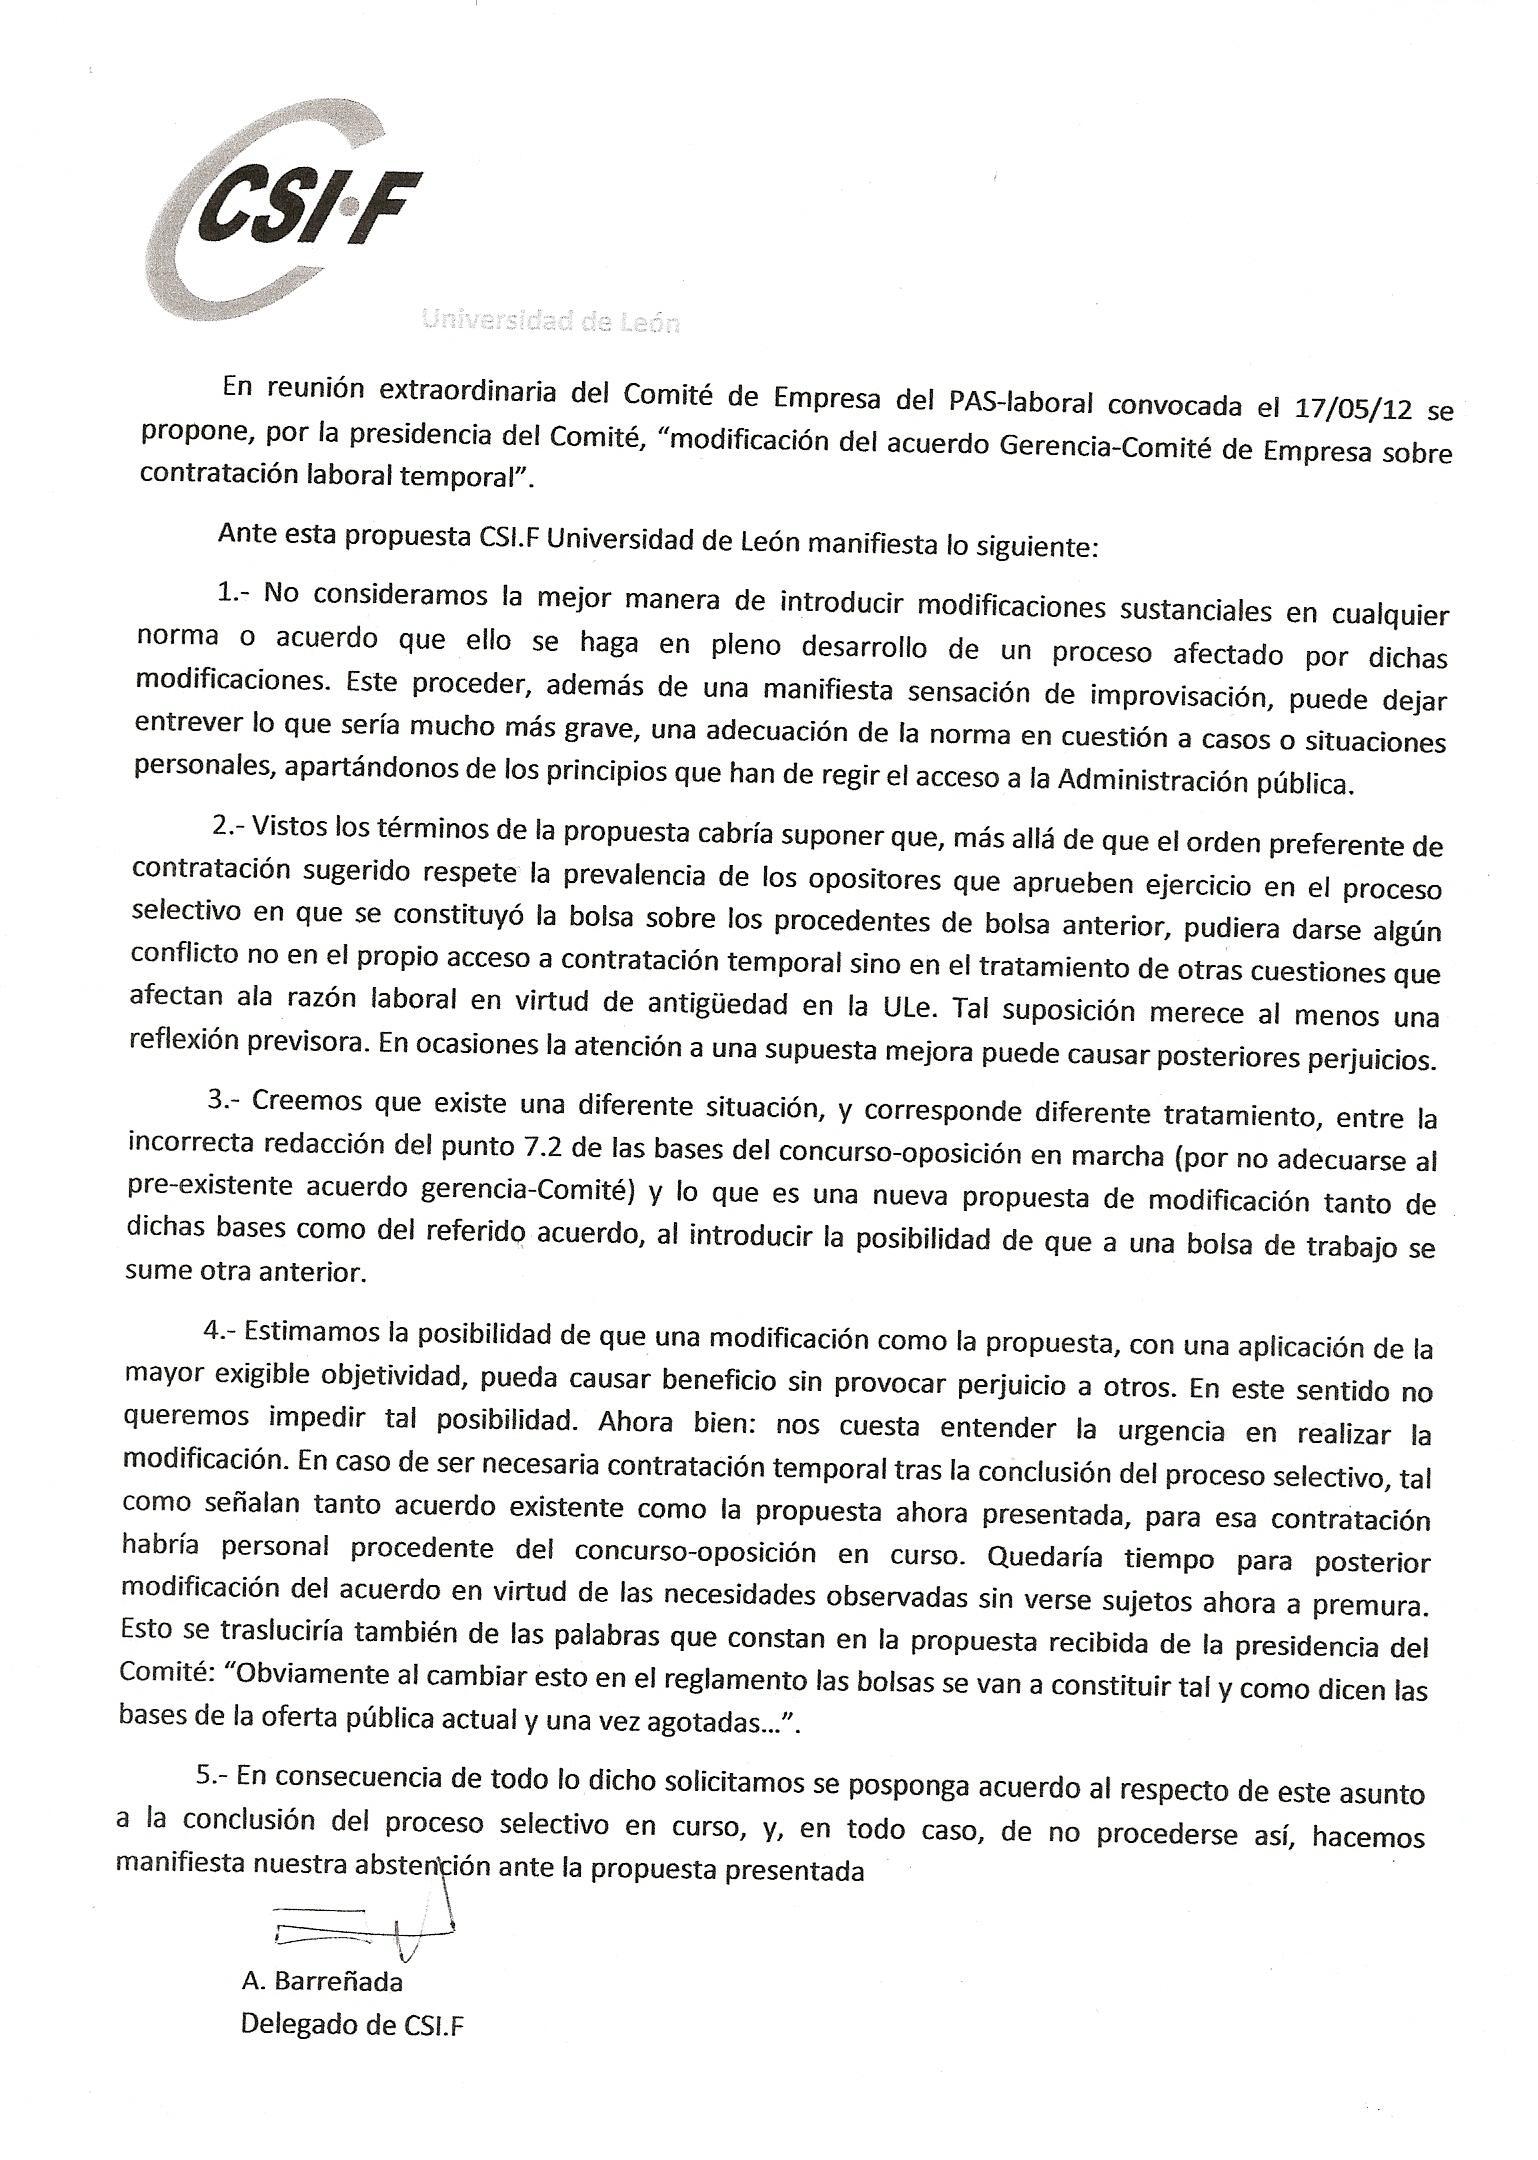 CSI·F
Universidad de León
En reunión extraordinaria del Comité de Empresa del PAS-laboral convocada el 17/05/12 se
propone, por la presidencia del Comité, “modificación del acuerdo Gerencia-Comité de Empresa sobre
contratación laboral temporal”.
Ante esta propuesta CSI.F Universidad de León manifiesta lo siguiente:
1.- No consideramos la mejor manera de introducir modificaciones sustanciales en cualquier
norma o acuerdo que ello se haga en pleno desarrollo de un proceso afectado por dichas
modificaciones. Este proceder, además de una manifiesta sensación de improvisación, puede dejar
entrever lo que sería mucho más grave, una adecuación de la norma en cuestión a casos o situaciones
personales, apartándonos de los principios que han de regir el acceso a la Administración pública.
2.- Vistos los términos de la propuesta cabría suponer que, más allá de que el orden preferente de
contratación sugerido respete la prevalencia de los opositores que aprueben ejercicio en el proceso
selectivo en que se constituyó la bolsa sobre los procedentes de bolsa anterior, pudiera darse algún
conflicto no en el propio acceso a contratación temporal sino en el tratamiento de otras cuestiones que
afectan ala razón laboral en virtud de antigüedad en la ULe. Tal suposición merece al menos una
reflexión previsora. En ocasiones la atención a una supuesta mejora puede causar posteriores perjuicios.
3.- Creemos que existe una diferente situación, y corresponde diferente tratamiento, entre la
incorrecta redacción del punto 7.2 de las bases del concurso-oposición en marcha (por no adecuarse al
pre-existente acuerdo gerencia-Comité) y lo que es una nueva propuesta de modificación tanto de
dichas bases como del referido acuerdo, al introducir la posibilidad de que a una bolsa de trabajo se
sume otra anterior.
4.- Estimamos la posibilidad de que una modificación como la propuesta, con una aplicación de la
mayor exigible objetividad, pueda causar beneficio sin provocar perjuicio a otros. En este sentido no
queremos impedir tal posibilidad. Ahora bien: nos cuesta entender la urgencia en realizar la
modificación. En caso de ser necesaria contratación temporal tras la conclusión del proceso selectivo, tal
como señalan tanto acuerdo existente como la propuesta ahora presentada, para esa contratación
habría personal procedente del concurso-oposición en curso. Quedaría tiempo para posterior
modificación del acuerdo en virtud de las necesidades observadas sin verse sujetos ahora a premura.
Esto se trasluciría también de las palabras que constan en la propuesta recibida de la presidencia del
Comité: “Obviamente al cambiar esto en el reglamento las bolsas se van a constituir tal y como dicen las
bases de la oferta pública actual y una vez agotadas...”.
5.- En consecuencia de todo lo dicho solicitamos se posponga acuerdo al respecto de este asunto
a la conclusión del proceso selectivo en curso, y, en todo caso, de no procederse así, hacemos
manifiesta nuestra abstención ante la propuesta presentada
A. Barreñada
Delegado de CSI.F